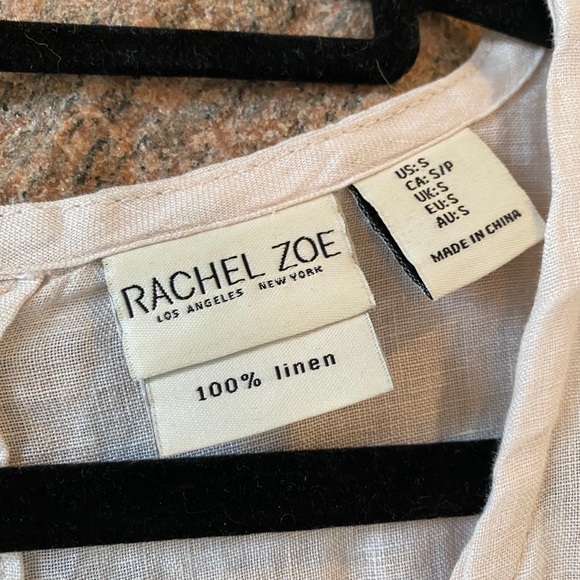 RACHEL ZOE
LOS ANGELES NEW YORK
100% linen
US: S
CA: S/P
UK: S
EU: S
AU: S
MADE IN CHINA